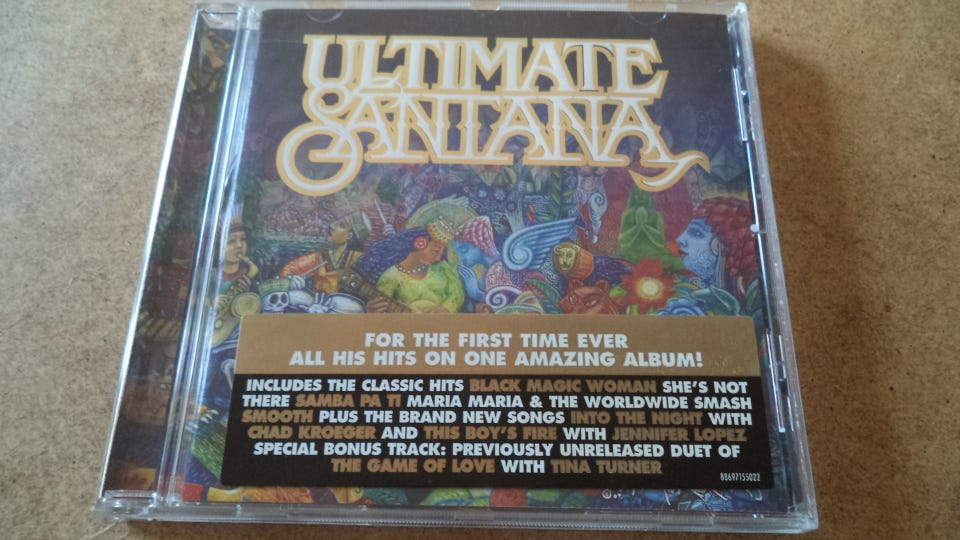 ULTIMATE
SANTANA
FOR THE FIRST TIME EVER
ALL HIS HITS ON ONE AMAZING ALBUM!
INCLUDES THE CLASSIC HITS BLACK MAGIC WOMAN SHE'S NOT
THERE SAMBA PA TI MARIA MARIA & THE WORLDWIDE SMASH
SMOOTH PLUS THE BRAND NEW SONGS INTO THE NIGHT WITH
CHAD KROEGER AND THIS BOY'S FIRE WITH JENNIFER LOPEZ
SPECIAL BONUS TRACK: PREVIOUSLY UNRELEASED DUET OF
THE GAME OF LOVE WITH TINA TURNER
88697155022